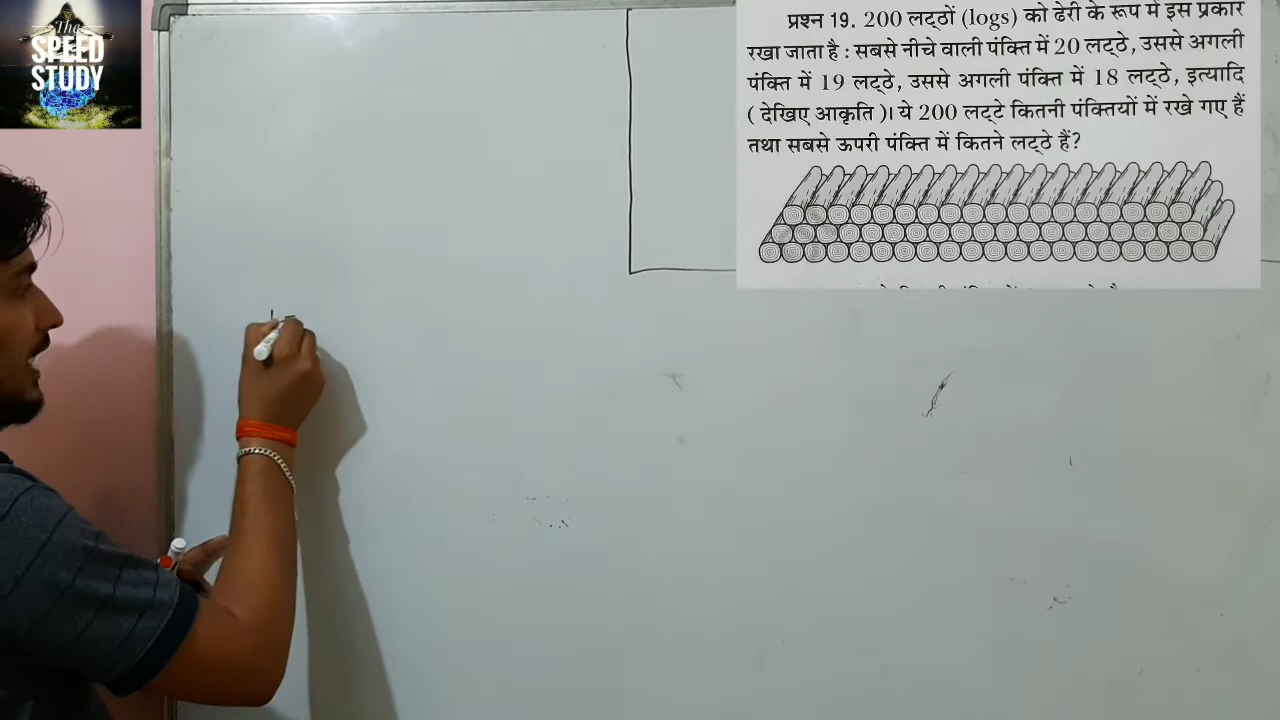 The
SPEED
STUDY
प्रश्न 19. 200 लट्ठों (logs) को ढेरी के रूप में इस प्रकार
रखा जाता है : सबसे नीचे वाली पंक्ति में 20 लट्ठे, उससे अगली
पंक्ति में 19 लट्ठे, उससे अगली पंक्ति में 18 लट्ठे, इत्यादि
( देखिए आकृति )। ये 200 लट्टे कितनी पंक्तियों में रखे गए हैं
तथा सबसे ऊपरी पंक्ति में कितने लट्ठे हैं?